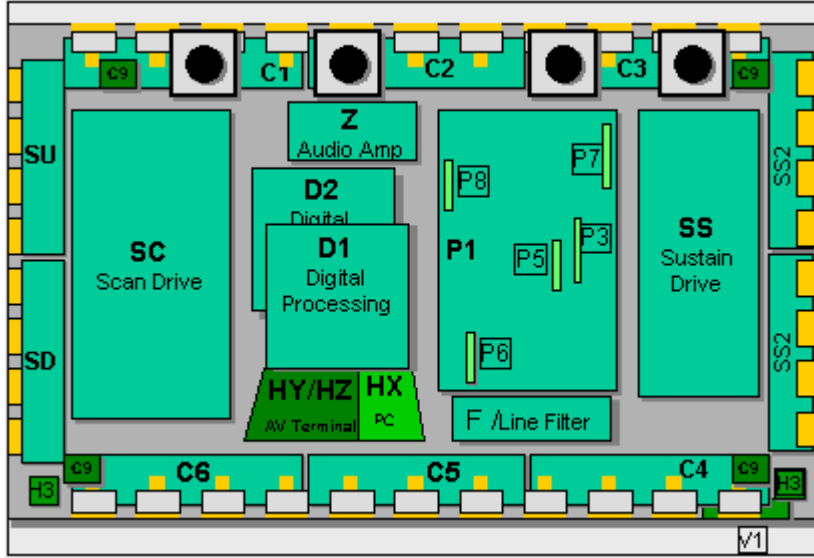 C9
C1
C2
C3
C9
SU
Z
Audio Amp
SS2
P7
P8
D2
Digital
SC
Scan Drive
D1
Digital
Processing
P1
P5
P3
SS
Sustain
Drive
SD
P6
SS2
HY/HZ
AV Terminal
HX
PC
F /Line Filter
C9
C6
C5
C4
C9
H3
H3
V1